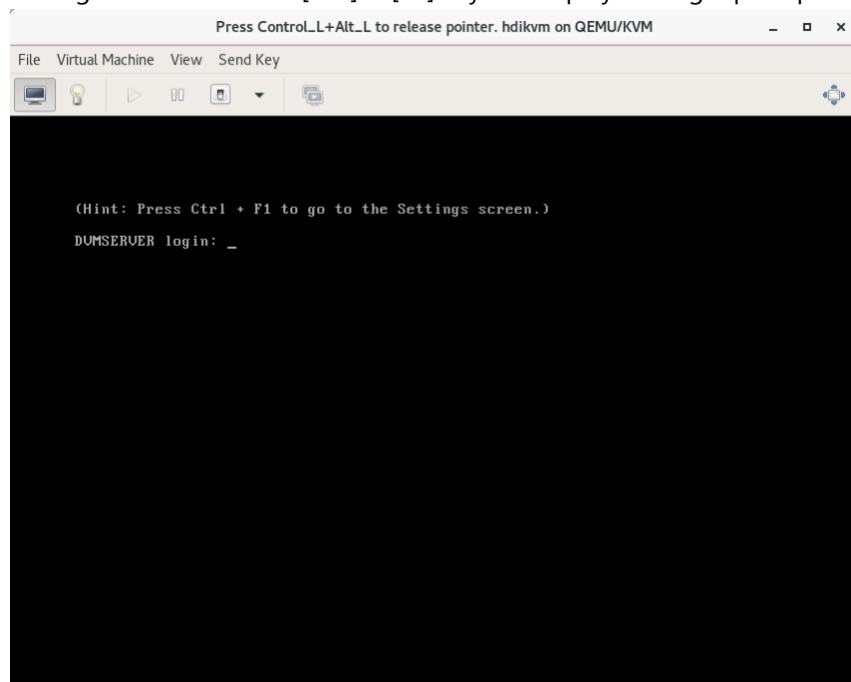 Press Control_L+Alt_L to release pointer. hdikvm on QEMU/KVM
File Virtual Machine View Send Key
(Hint: Press Ctrl + F1 to go to the Settings screen.)
DVMSERVER login: _